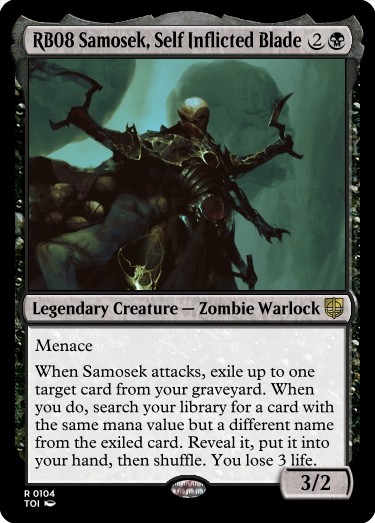 RB08 Samosek, Self Inflicted Blade 2
Legendary Creature — Zombie Warlock
Menace
When Samosek attacks, exile up to one
target card from your graveyard. When
you do, search your library for a card with
the same mana value but a different name
from the exiled card. Reveal it, put it into
your hand, then shuffle. You lose 3 life.
3/2
R 0104
TOI